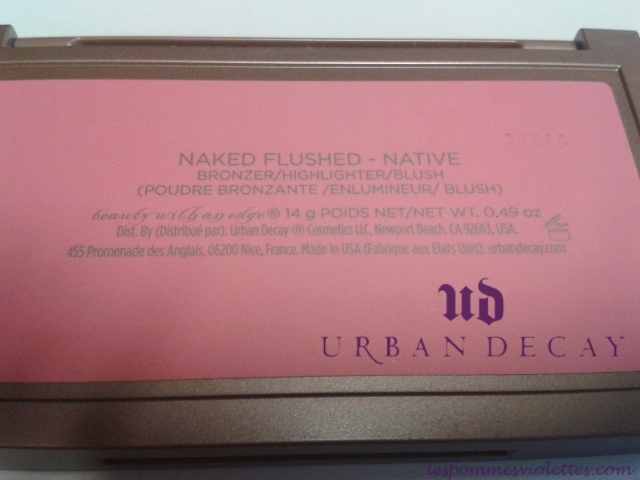 NAKED FLUSHED - NATIVE
BRONZER/HIGHLIGHTER/BLUSH
(POUDRE BRONZANTE /ENLUMINEUR/ BLUSH)
beauty with an edge® 14 g POIDS NET/NET WT. 0.49 oz
Dist. By (Distribué par): Urban Decay ® Cosmetics LLC, Newport Beach, CA 92663, USA.
455 Promenade des Anglais, 06200 Nice, France. Made In USA (Fabrique aux Etats Unis). urbandecay.com
ud
URBAN DECAY
lespommesviolettes.com